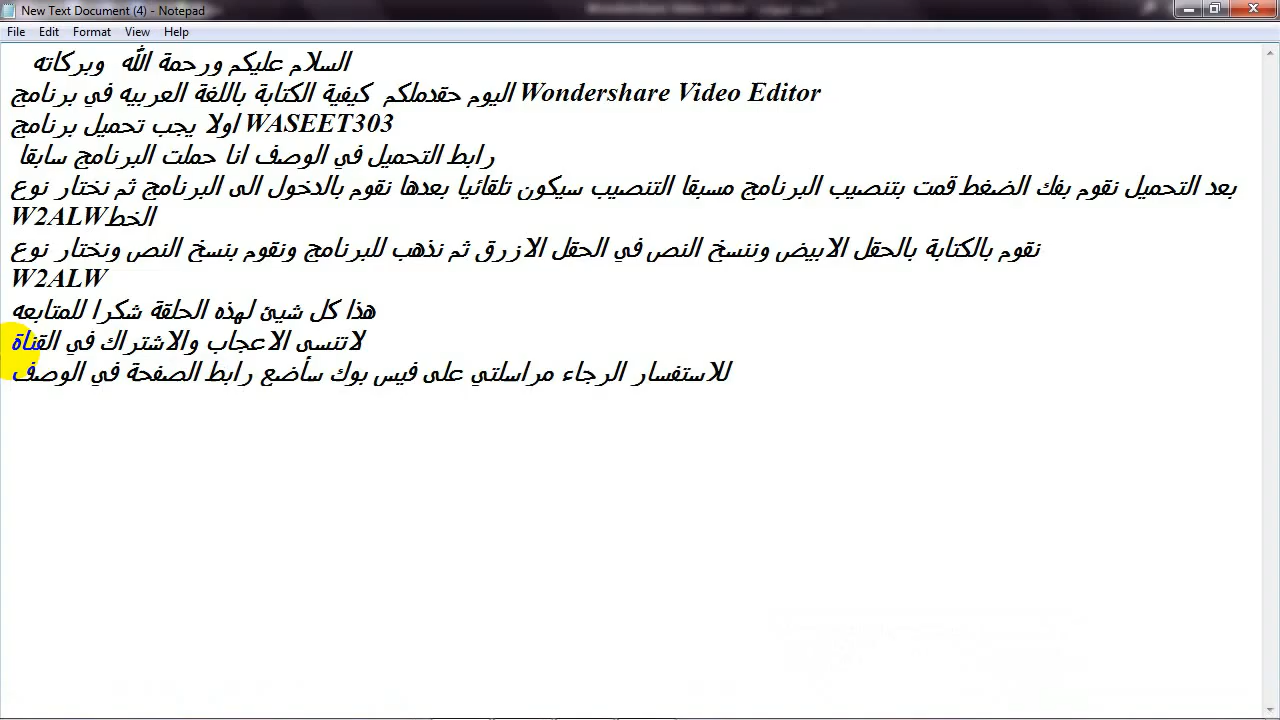 New Text Document (4) - Notepad
File Edit Format View Help
السلام عليكم ورحمة الله وبركاته
اليوم حقدملكم كيفية الكتابة باللغة العربيه في برنامج Wondershare Video Editor
اولا يجب تحميل برنامج WASEET303
رابط التحميل في الوصف انا حملت البرنامج سابقا
بعد التحميل نقوم بفك الضغط قمت بتنصيب البرنامج مسبقا التنصيب سيكون تلقائيا بعدها نقوم بالدخول الى البرنامج ثم نختار نوع
W2ALWالخط
نقوم بالكتابة بالحقل الابيض وننسخ النص في الحقل الازرق ثم نذهب للبرنامج ونقوم بنسخ النص ونختار نوع
W2ALW
هذا كل شيئ لهذه الحلقة شكرا للمتابعه
لاتنسى الاعجاب والاشتراك في القناة
للاستفسار الرجاء مراسلتي على فيس بوك سأضع رابط الصفحة في الوصف